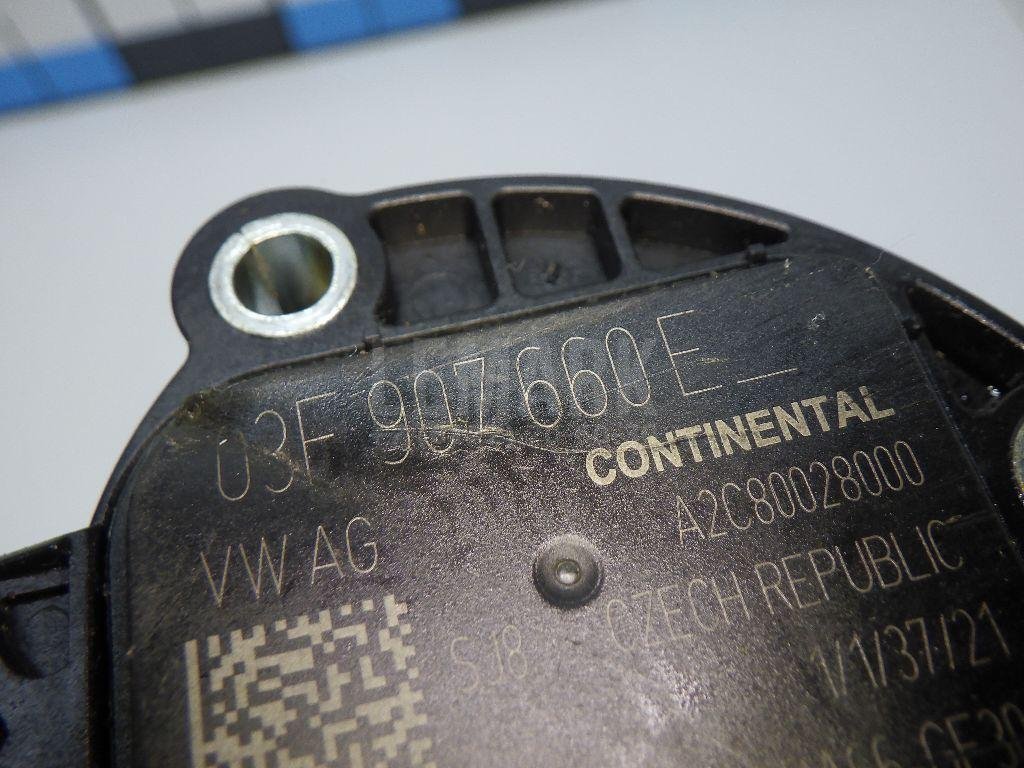 03F 907 660 E _
CONTINENTAL
A2C80028000
VW AG
SJ8
CZECH REPUBLIC
1/1/37/21